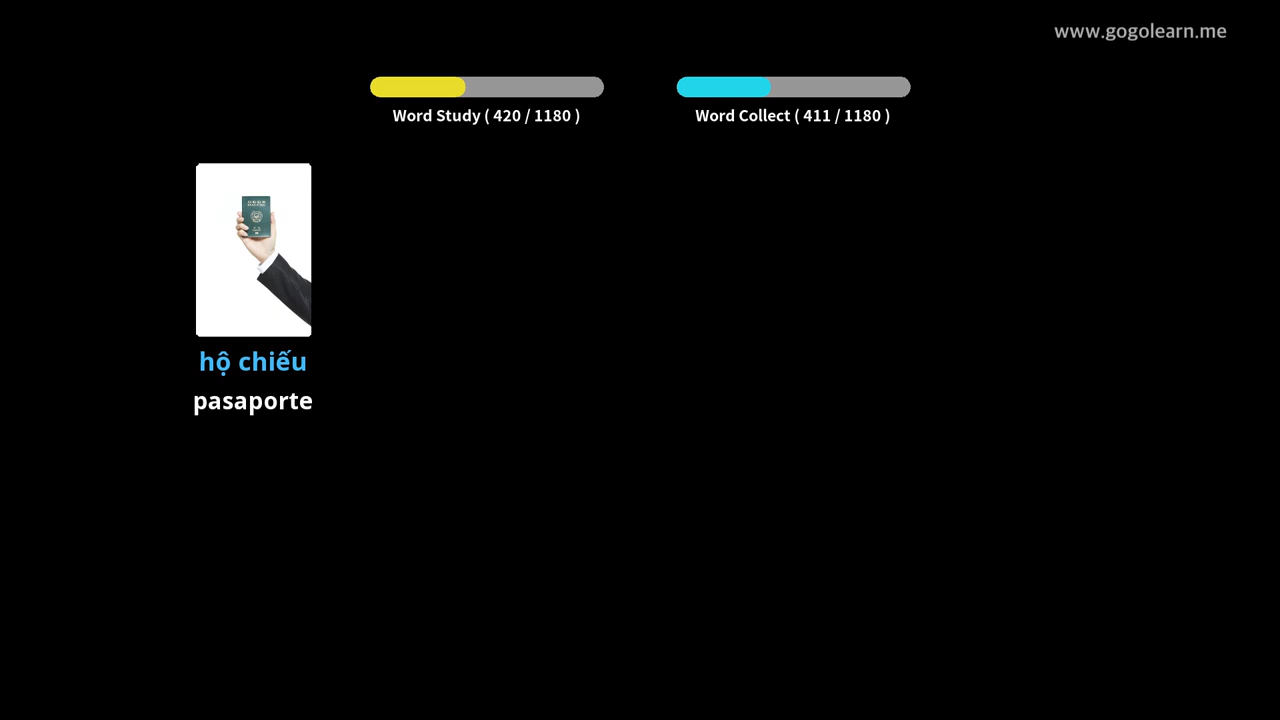 www.gogolearn.me
Word Study ( 420 / 1180 )
Word Collect ( 411 / 1180 )
hộ chiếu
pasaporte